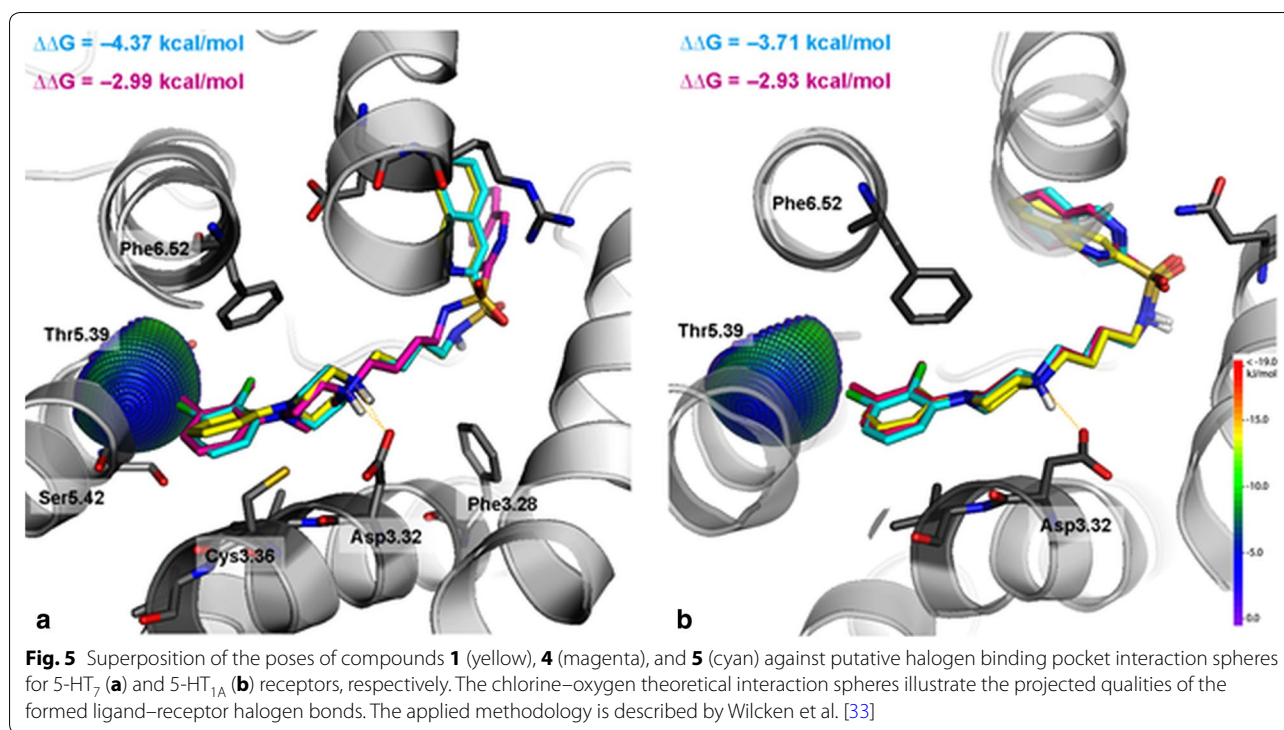 ΔΔG = –4.37 kcal/mol
ΔΔG = –2.99 kcal/mol
Phe6.52
Thr5.39
Ser5.42
Cys3.36
Asp3.32
Phe3.28
a
ΔΔG = –3.71 kcal/mol
ΔΔG = –2.93 kcal/mol
Phe6.52
Thr5.39
Asp3.32
< -19.0
kJ/mol
-15.0
-10.0
-5.0
0.0
b
Fig. 5 Superposition of the poses of compounds 1 (yellow), 4 (magenta), and 5 (cyan) against putative halogen binding pocket interaction spheres
for 5-HT7 (a) and 5-HT1A (b) receptors, respectively. The chlorine–oxygen theoretical interaction spheres illustrate the projected qualities of the
formed ligand–receptor halogen bonds. The applied methodology is described by Wilcken et al. [33]